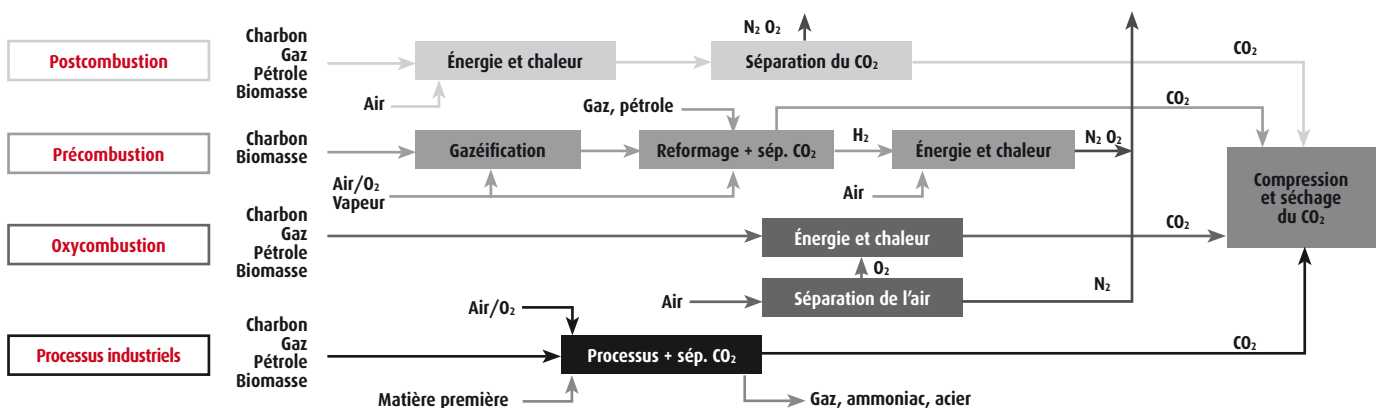 Postcombustion
Charbon
Gaz
Pétrole
Biomasse
Air
Énergie et chaleur
N₂ O₂
Séparation du CO₂
CO₂
Précombustion
Charbon
Biomasse
Air/O₂
Vapeur
Gazéification
Gaz, pétrole
Reformage + sép. CO₂
CO₂
H₂
Air
Énergie et chaleur
N₂ O₂
Compression
et séchage
du CO₂
Oxycombustion
Charbon
Gaz
Pétrole
Biomasse
Énergie et chaleur
CO₂
O₂
Air
Séparation de l'air
N₂
Processus industriels
Charbon
Gaz
Pétrole
Biomasse
Air/O₂
Processus + sép. CO₂
CO₂
Matière première
Gaz, ammoniac, acier